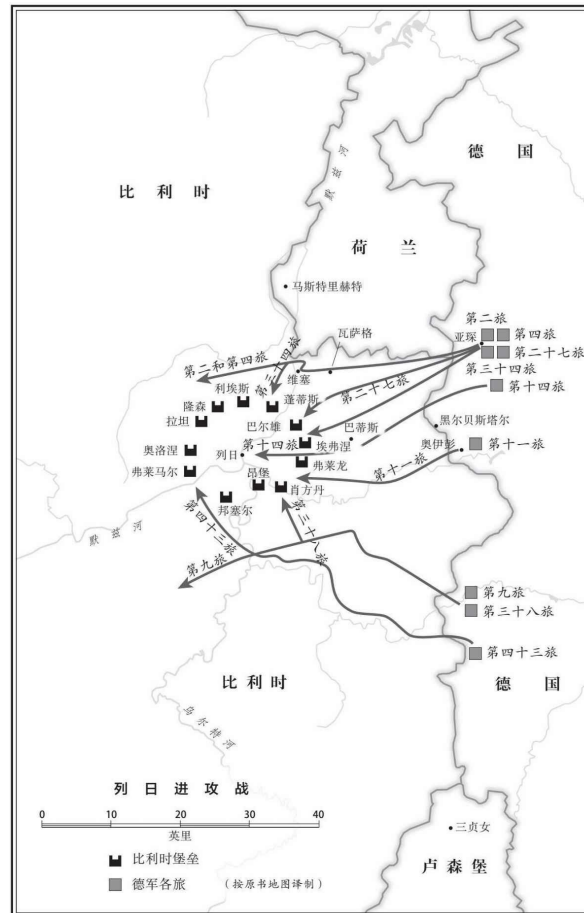 德 国
比 利 时
默兹河
荷 兰
马斯特里赫特
瓦萨格
第二旅
亚琛
第四旅
第二十七旅
第三十四旅
第十四旅
第二和第四旅
第三十四旅
维塞
第二十七旅
利埃斯
隆森
蓬蒂斯
拉坦
巴尔维
巴蒂斯
黑尔贝斯塔尔
奥洛涅
第十四旅
埃弗涅
奥伊彭
第十一旅
列日
弗莱马尔
昂堡
弗莱龙
第十一旅
邦塞尔
肖方丹
默兹河
第四十三旅
第三十八旅
第九旅
第九旅
第三十八旅
第四十三旅
比利时
德 国
乌尔特河
列 日 进 攻 战
0 10 20 30 40
英里
三贞女
卢森堡
比利时堡垒
德军各旅
(按原书地图译制)